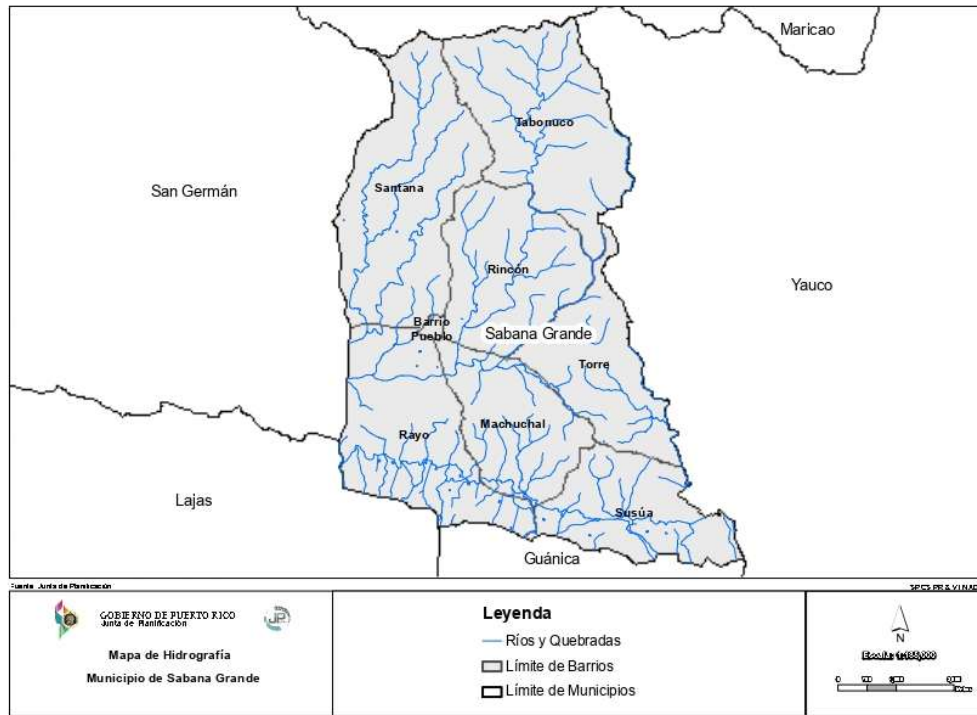 Maricao
Tabonuco
San Germán
Santana
Rincón
Yauco
Barrio
Pueblo
Sabana Grande
Torre
Machuchal
Rayo
Lajas
Susúa
Guánica
Fuente: Junta de Planificación
GOBIERNO DE PUERTO RICO
Junta de Planificación
JP
Mapa de Hidrografía
Municipio de Sabana Grande
Leyenda
Ríos y Quebradas
Límite de Barrios
Límite de Municipios
N